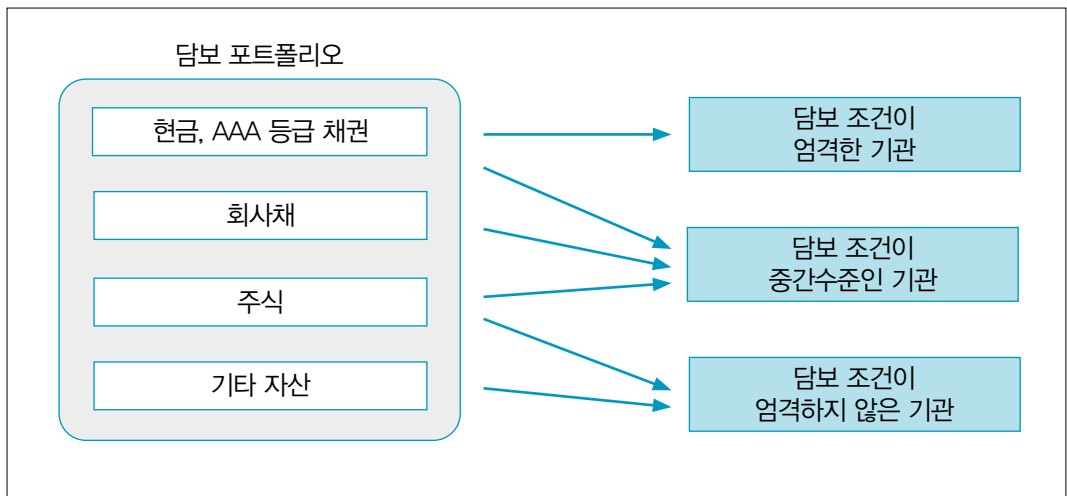 담보 포트폴리오
현금, AAA 등급 채권
회사채
주식
기타 자산
담보 조건이
엄격한 기관
담보 조건이
중간수준인 기관
담보 조건이
엄격하지 않은 기관